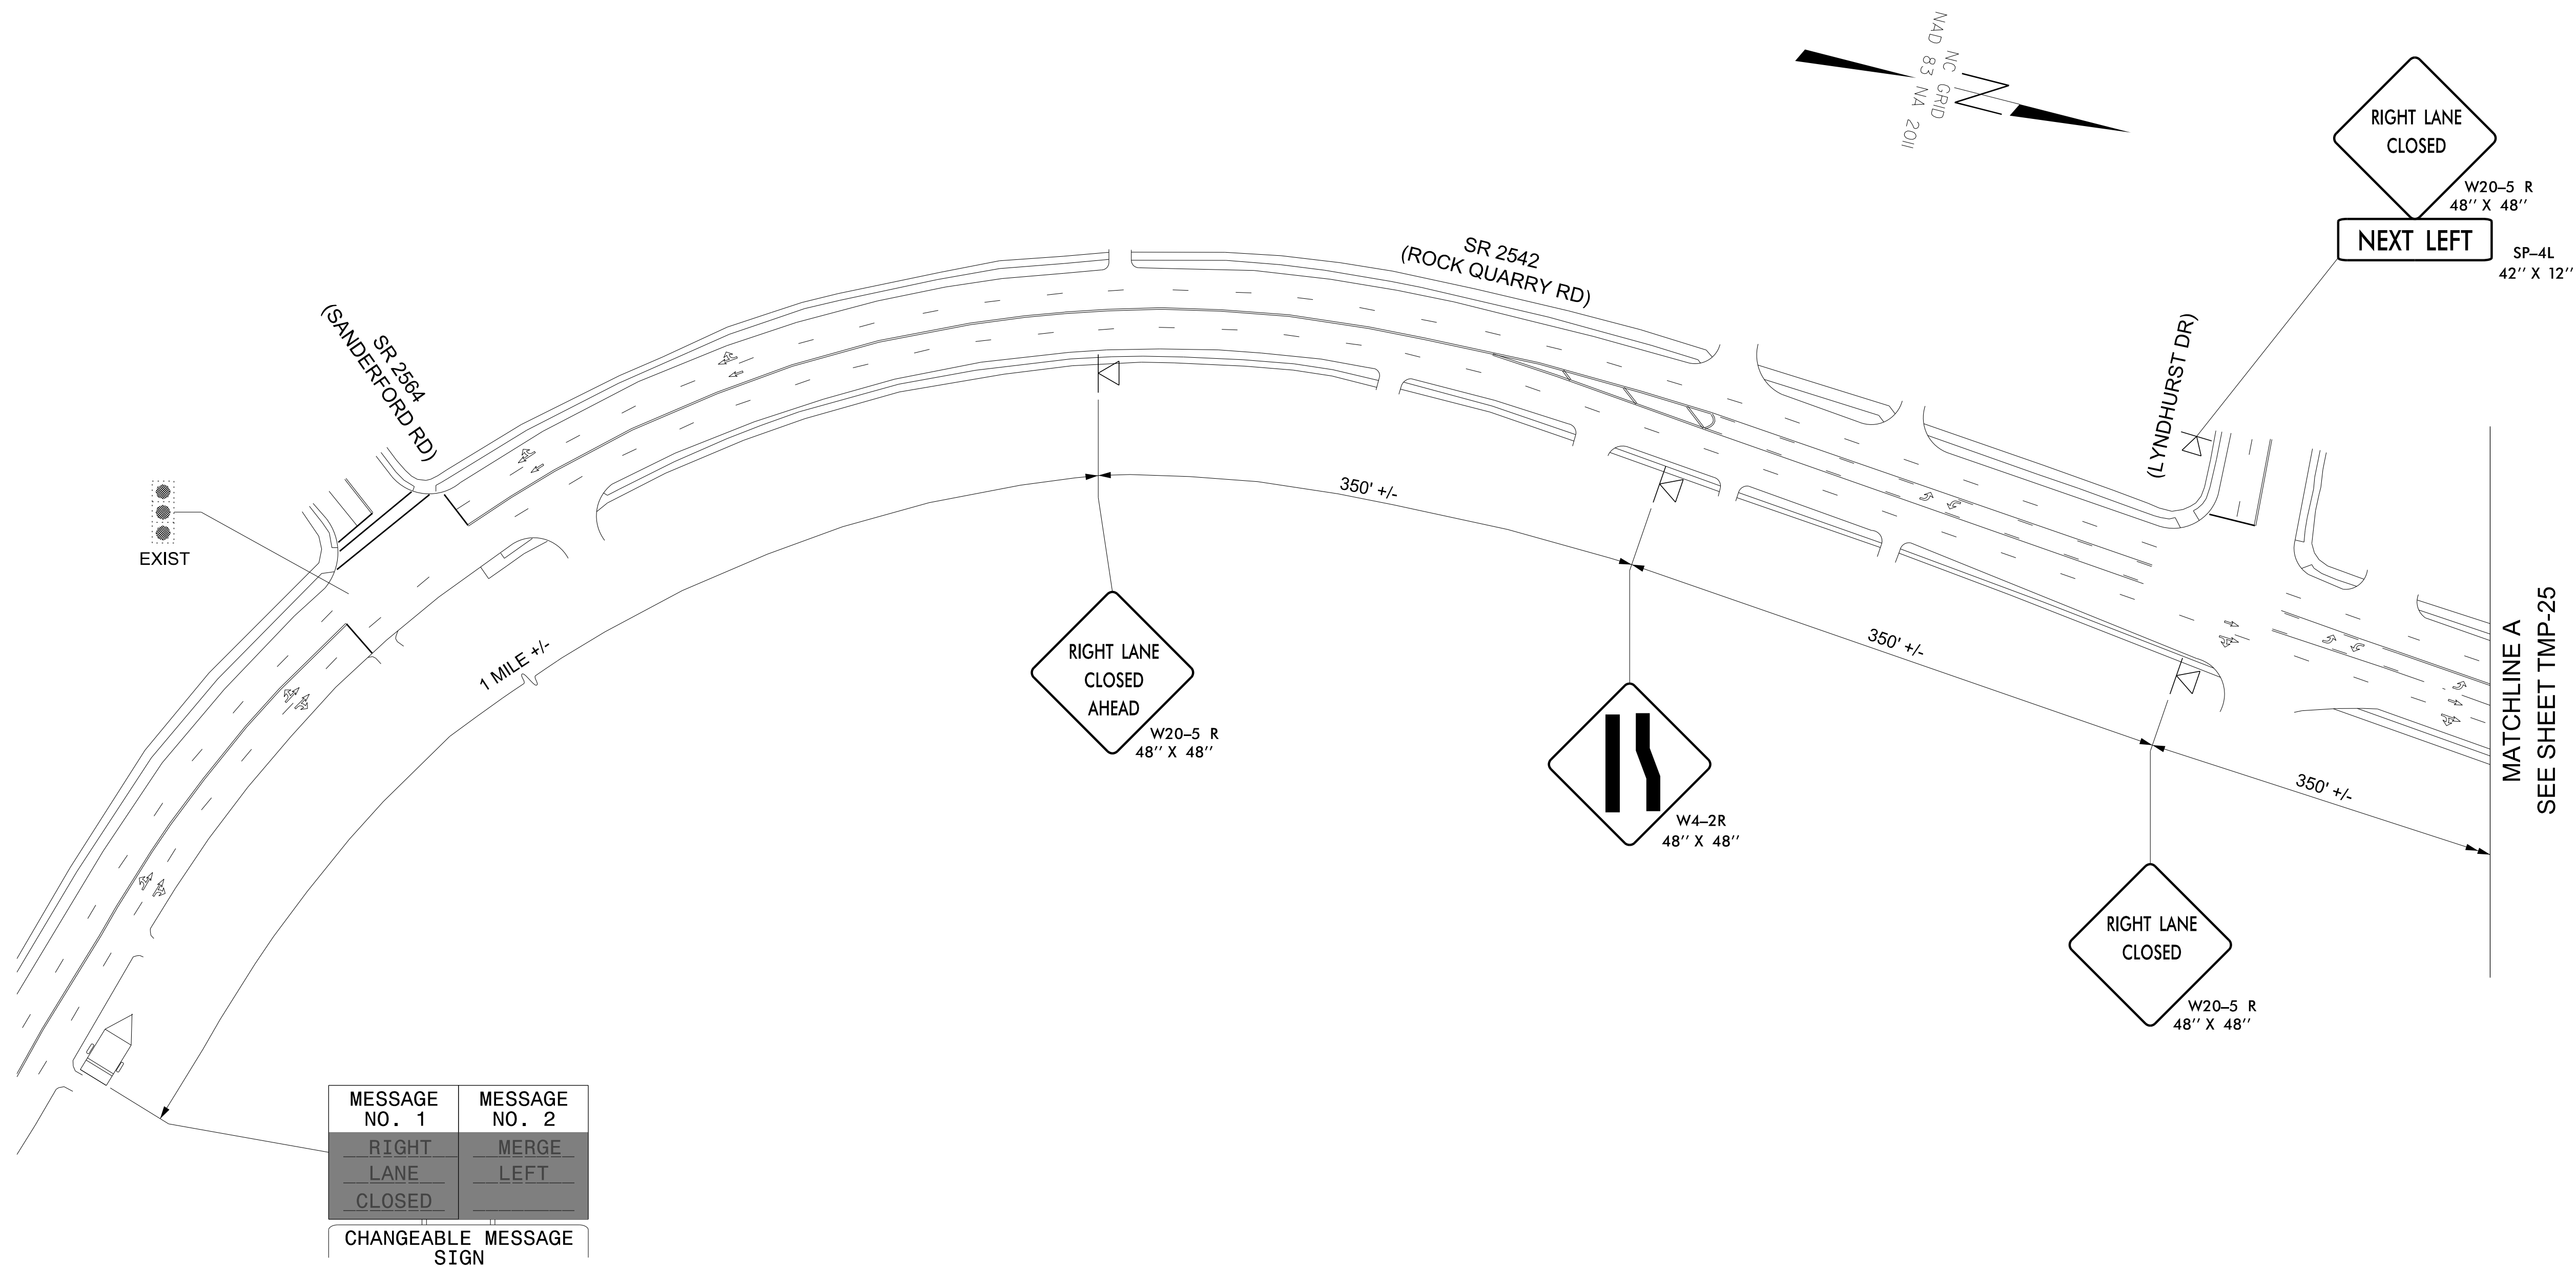 NC GRID
NAD 83 NA 2011
RIGHT LANE
CLOSED
W20-5 R
48'' X 48''
NEXT LEFT
SP-4L
42'' X 12''
SR 2542
(ROCK QUARRY RD)
SR 2564
(SANDERFORD RD)
(LYNDHURST DR)
EXIST
350' +/-
350' +/-
350' +/-
1 MILE +/-
RIGHT LANE
CLOSED
AHEAD
W20-5 R
48'' X 48''
W4-2R
48'' X 48''
RIGHT LANE
CLOSED
W20-5 R
48'' X 48''
MATCHLINE A
SEE SHEET TMP-25
MESSAGE
NO. 1
RIGHT
LANE
CLOSED
MESSAGE
NO. 2
MERGE
LEFT
CHANGEABLE MESSAGE
SIGN